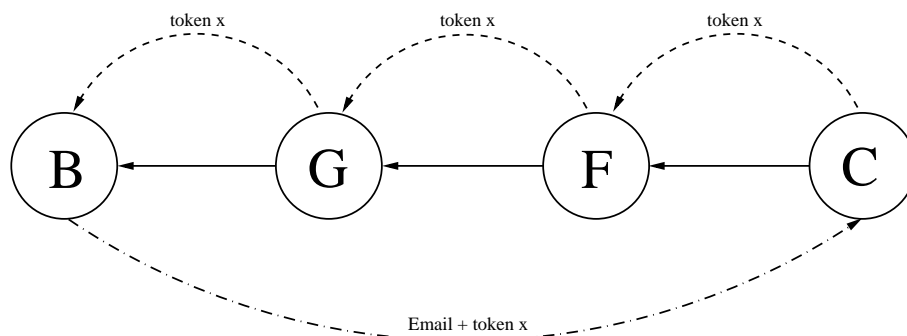 token x
token x
token x
B
G
F
C
Email + token x